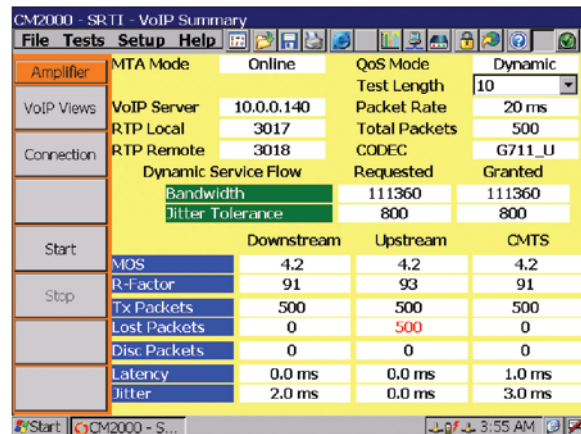 CM2000 - SRTI - VoIP Summary
File Tests Setup Help
Amplifier
VoIP Views
Connection
Start
Stop
MTA Mode Online QoS Mode Dynamic
Test Length 10
VoIP Server 10.0.0.140 Packet Rate 20 ms
RTP Local 3017 Total Packets 500
RTP Remote 3018 CODEC G711_U
Dynamic Service Flow Requested Granted
Bandwidth 111360 111360
Jitter Tolerance 800 800
Downstream Upstream CMTS
MOS 4.2 4.2 4.2
R-Factor 91 93 91
Tx Packets 500 500 500
Lost Packets 0 500 0
Disc Packets 0 0 0
Latency 0.0 ms 0.0 ms 1.0 ms
Jitter 2.0 ms 0.0 ms 3.0 ms
Start CM2000 - S... 3:55 AM